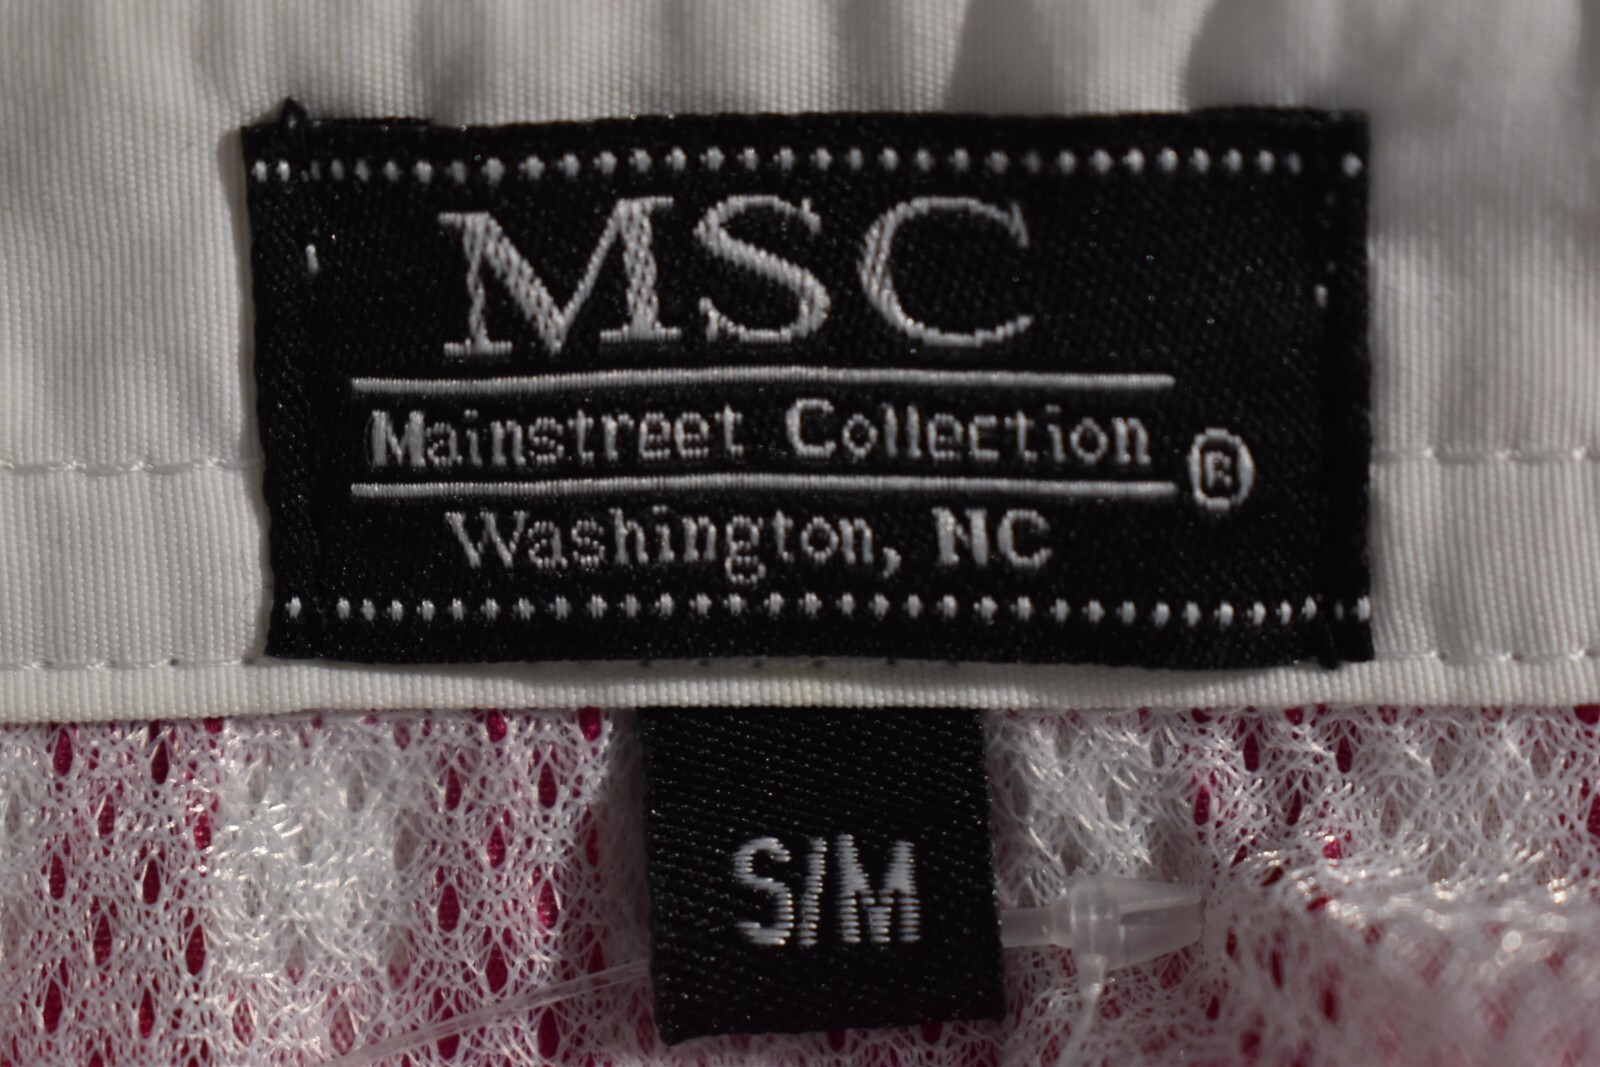 MSC
Mainstreet Collection ®
Washington, NC
S/M